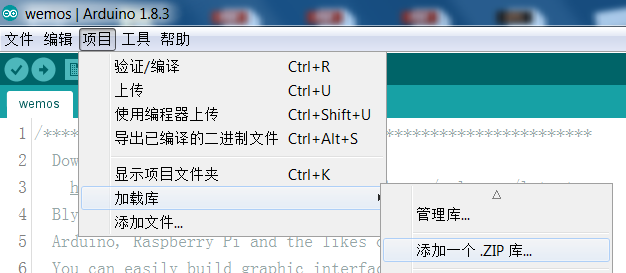 wemos | Arduino 1.8.3
文件 编辑 项目 工具 帮助
验证/编译 Ctrl+R
上传 Ctrl+U
使用编程器上传 Ctrl+Shift+U
导出已编译的二进制文件 Ctrl+Alt+S
显示项目文件夹 Ctrl+K
加载库
添加文件...
管理库...
添加一个 .ZIP 库...
wemos
1 /****
2 Dow
3
4 Bly
5 Arduino, Raspberry Pi and the likes
6 You can easily build graphic interfac